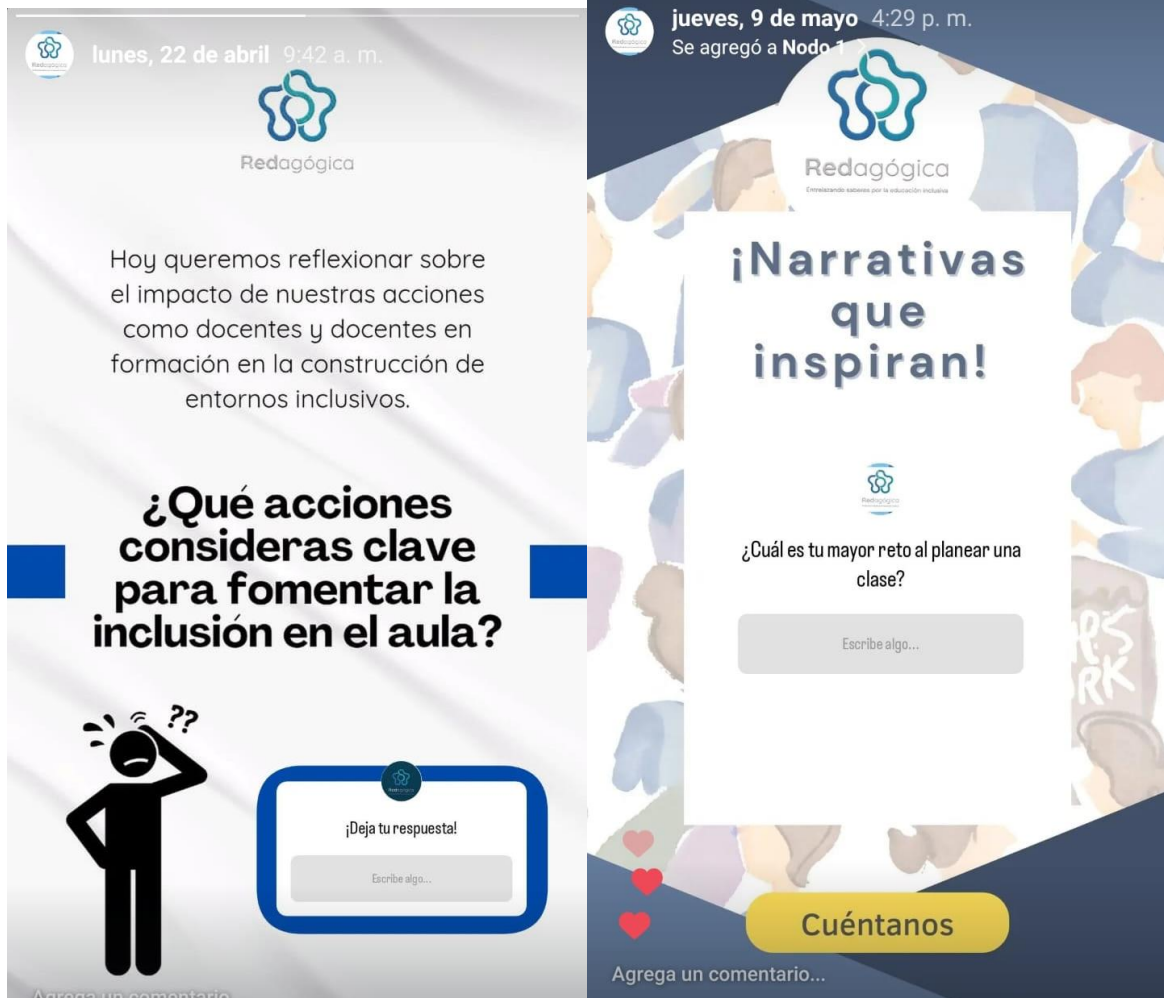 lunes, 22 de abril 9:42 a. m.
Redagógica
Hoy queremos reflexionar sobre
el impacto de nuestras acciones
como docentes y docentes en
formación en la construcción de
entornos inclusivos.
¿Qué acciones
consideras clave
para fomentar la
inclusión en el aula?
??
¡Deja tu respuesta!
Escribe algo...
Agrega un comentario
jueves, 9 de mayo 4:29 p. m.
Se agregó a Nodo 1 >
Redagógica
Entrelazando saberes por la educación inclusiva
¡Narrativas
que
inspiran!
Redagógica
¿Cuál es tu mayor reto al planear una
clase?
Escribe algo...
Cuéntanos
Agrega un comentario...